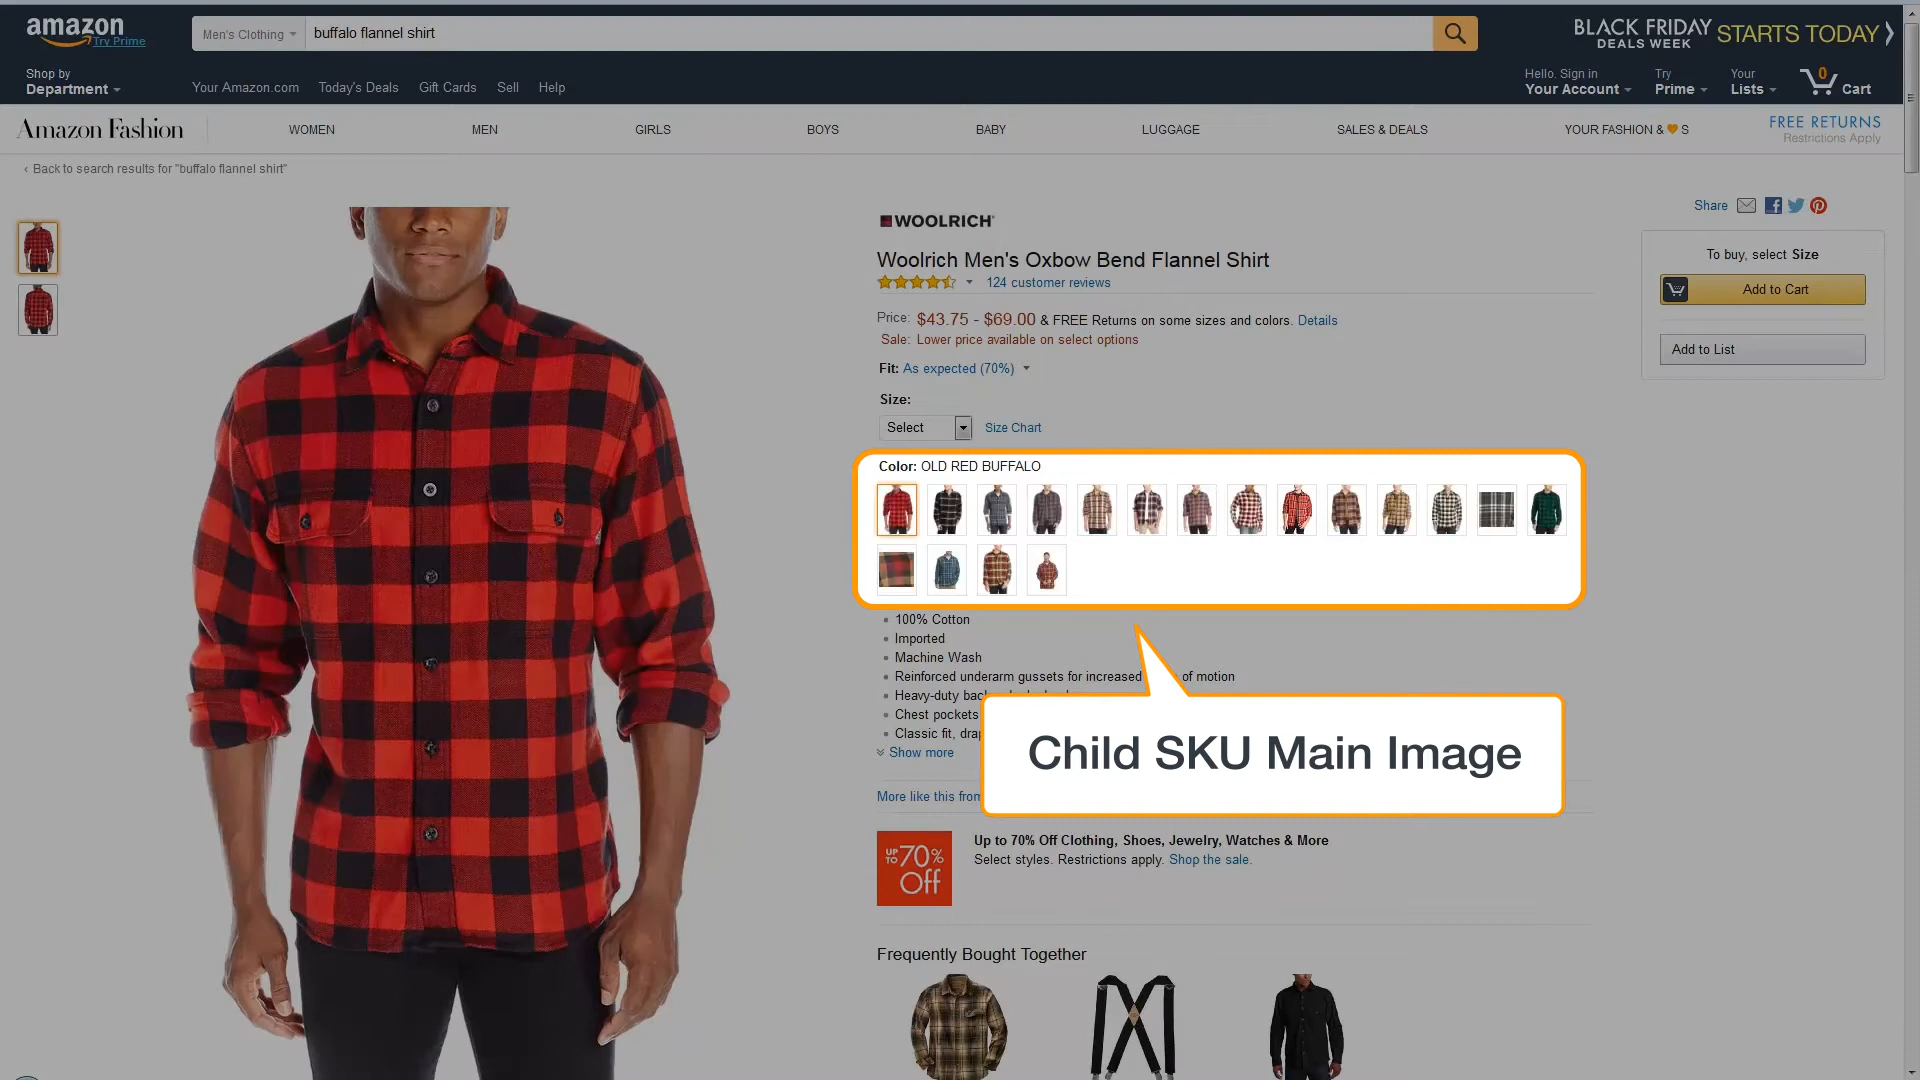 amazon
Try Prime
Men's Clothing
buffalo flannel shirt
BLACK FRIDAY
DEALS WEEK
STARTS TODAY
Shop by
Department
Your Amazon.com
Today's Deals
Gift Cards
Sell
Help
Hello. Sign in
Your Account
Try
Prime
Your
Lists
0
Cart
Amazon Fashion
WOMEN
MEN
GIRLS
BOYS
BABY
LUGGAGE
SALES & DEALS
YOUR FASHION & 🧡 S
FREE RETURNS
Restrictions Apply
‹ Back to search results for "buffalo flannel shirt"
Share
WOOLRICH
Woolrich Men's Oxbow Bend Flannel Shirt
124 customer reviews
Price: $43.75 - $69.00 & FREE Returns on some sizes and colors. Details
Sale: Lower price available on select options
Fit: As expected (70%)
Size:
Select
Size Chart
To buy, select Size
Add to Cart
Add to List
Color: OLD RED BUFFALO
100% Cotton
Imported
Machine Wash
Reinforced underarm gussets for increased of motion
Heavy-duty
Chest pockets
Classic fit,
Show more
Child SKU Main Image
More like this
UP TO 70% Off
Up to 70% Off Clothing, Shoes, Jewelry, Watches & More
Select styles. Restrictions apply. Shop the sale.
Frequently Bought Together